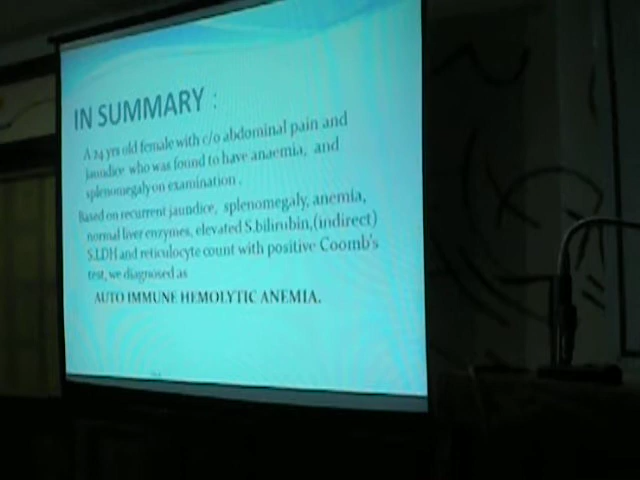 IN SUMMARY :
A 24 yrs old female with c/o abdominal pain and
jaundice who was found to have anaemia, and
splenomegaly on examination .
Based on recurrent jaundice, splenomegaly, anemia,
normal liver enzymes, elevated S.bilirubin,(indirect)
S.LDH and reticulocyte count with positive Coomb's
test, we diagnosed as
AUTO IMMUNE HEMOLYTIC ANEMIA.